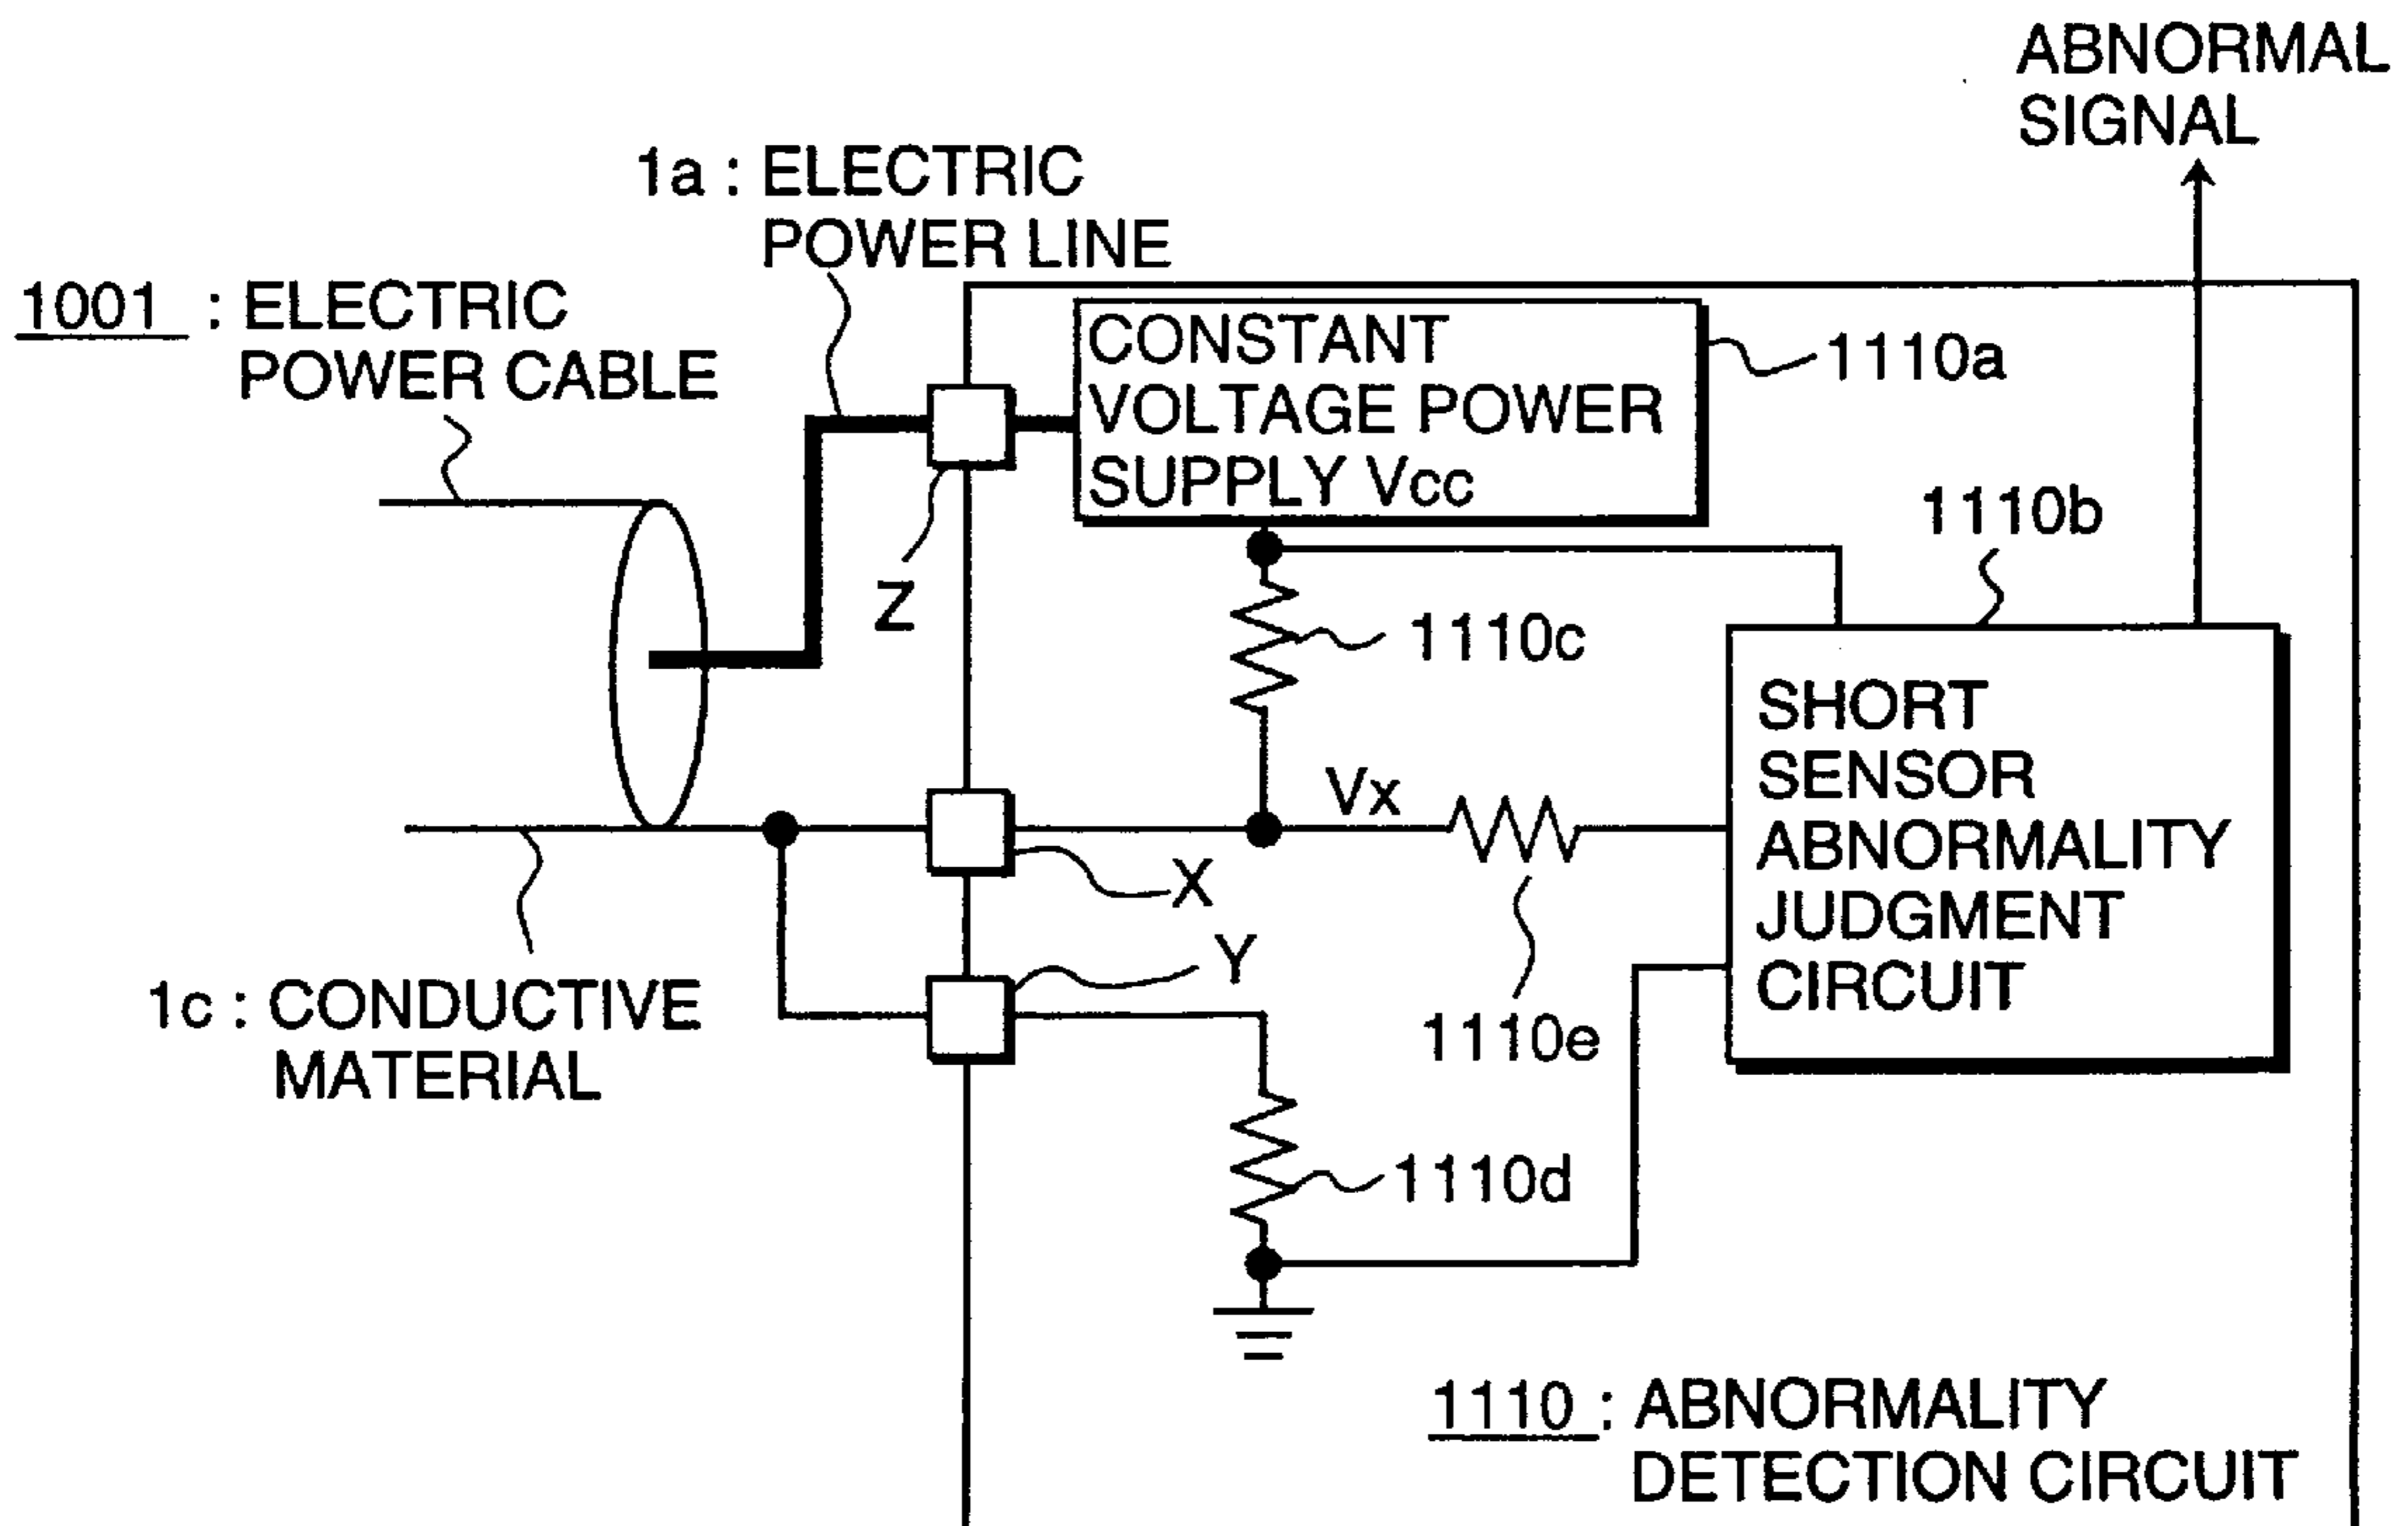 ABNORMAL
SIGNAL
1a : ELECTRIC
POWER LINE
1001 : ELECTRIC
POWER CABLE
CONSTANT
VOLTAGE POWER
SUPPLY Vcc
1110a
1110b
Z
1110c
SHORT
SENSOR
ABNORMALITY
JUDGMENT
CIRCUIT
Vx
X
Y
1c : CONDUCTIVE
MATERIAL
1110e
1110d
1110 : ABNORMALITY
DETECTION CIRCUIT